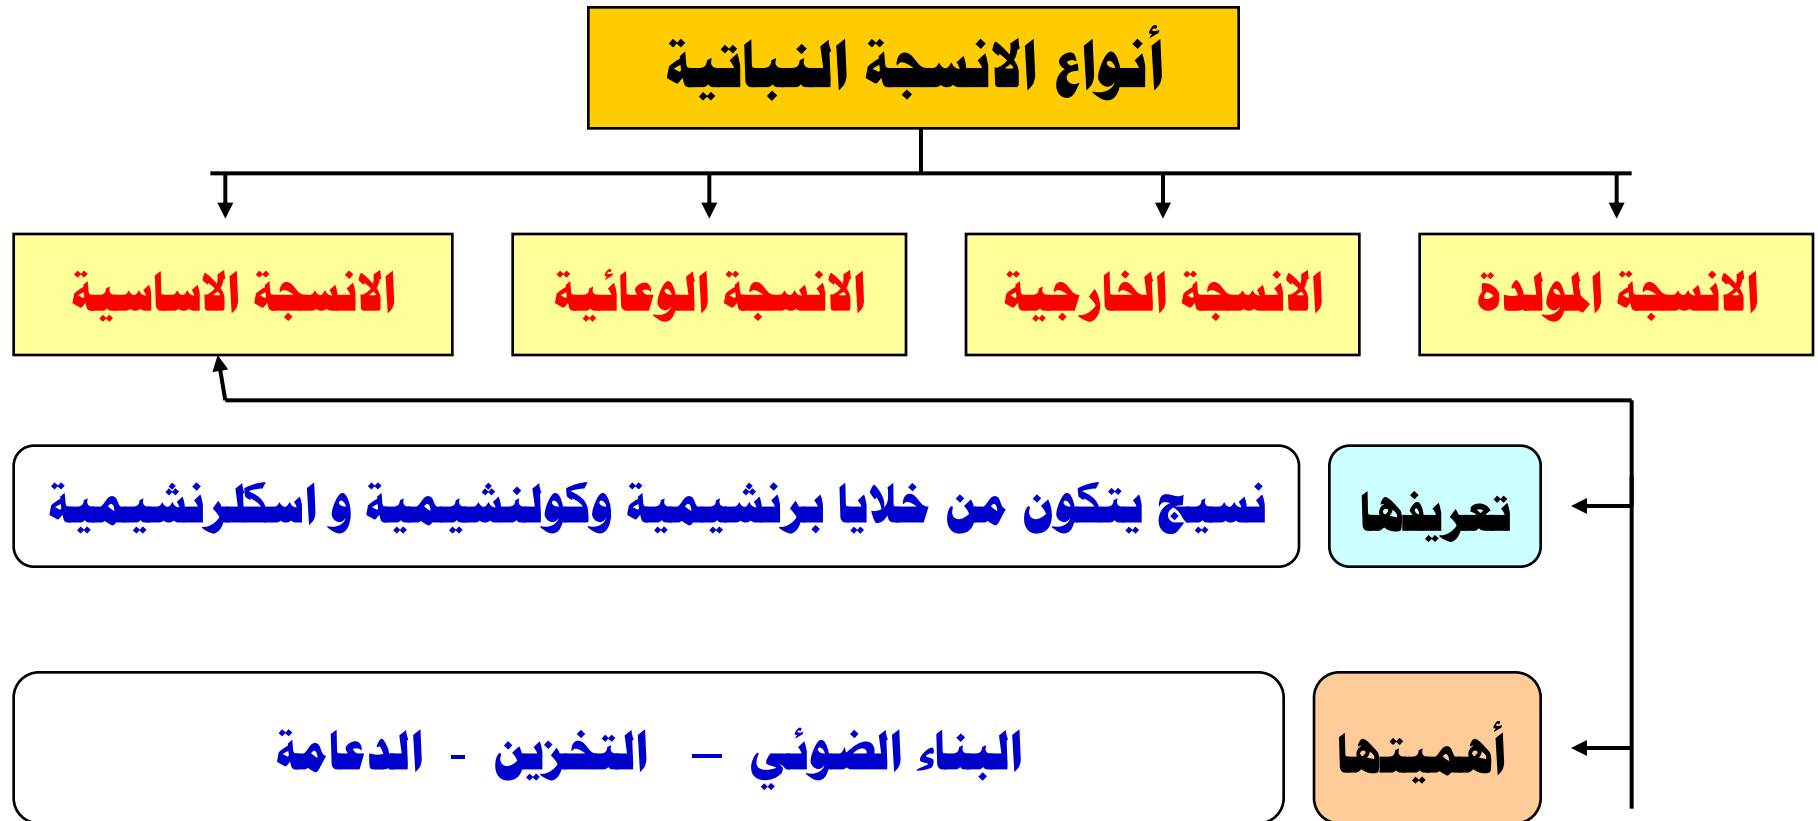 أنواع الانسجة النباتية
الانسجة المولدة
الانسجة الخارجية
الانسجة الوعائية
الانسجة الاساسية
تعريفها
نسيج يتكون من خلايا برنشيمية وكولنشيمية و اسكلرنشيمية
أهميتها
البناء الضوئي – التخزين - الدعامة